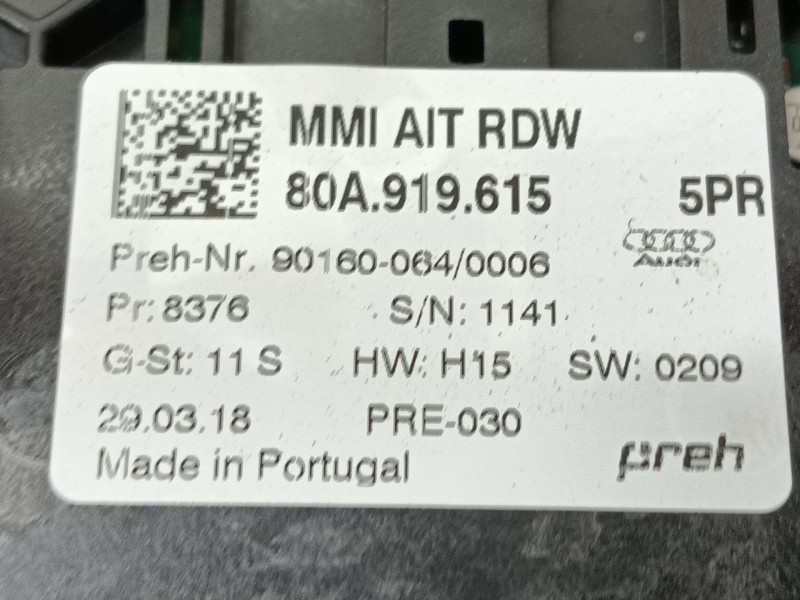 MMI AIT RDW
80A.919.615 5PR
Preh-Nr. 90160-064/0006
Audi
Pr: 8376 S/N: 1141
G-St: 11 S HW: H15 SW: 0209
29.03.18 PRE-030
Made in Portugal
preh